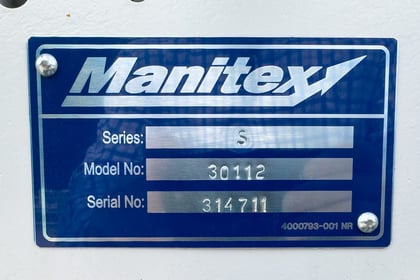 Manitex
Series: S
Model No: 30112
Serial No: 314711
4000793-001 NR